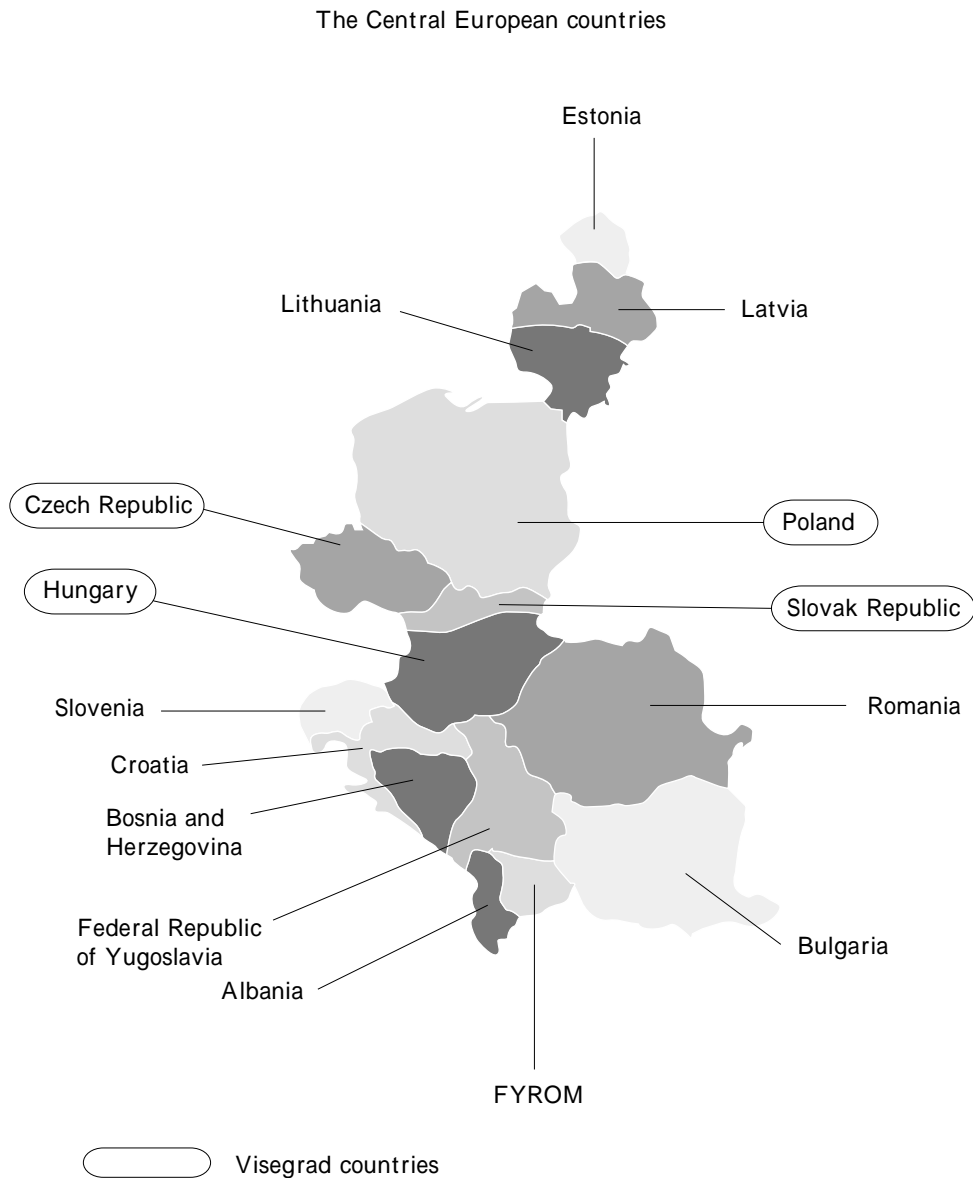 The Central European countries
Estonia
Lithuania
Latvia
Czech Republic
Poland
Hungary
Slovak Republic
Slovenia
Romania
Croatia
Bosnia and
Herzegovina
Federal Republic
of Yugoslavia
Bulgaria
Albania
FYROM
Visegrad countries